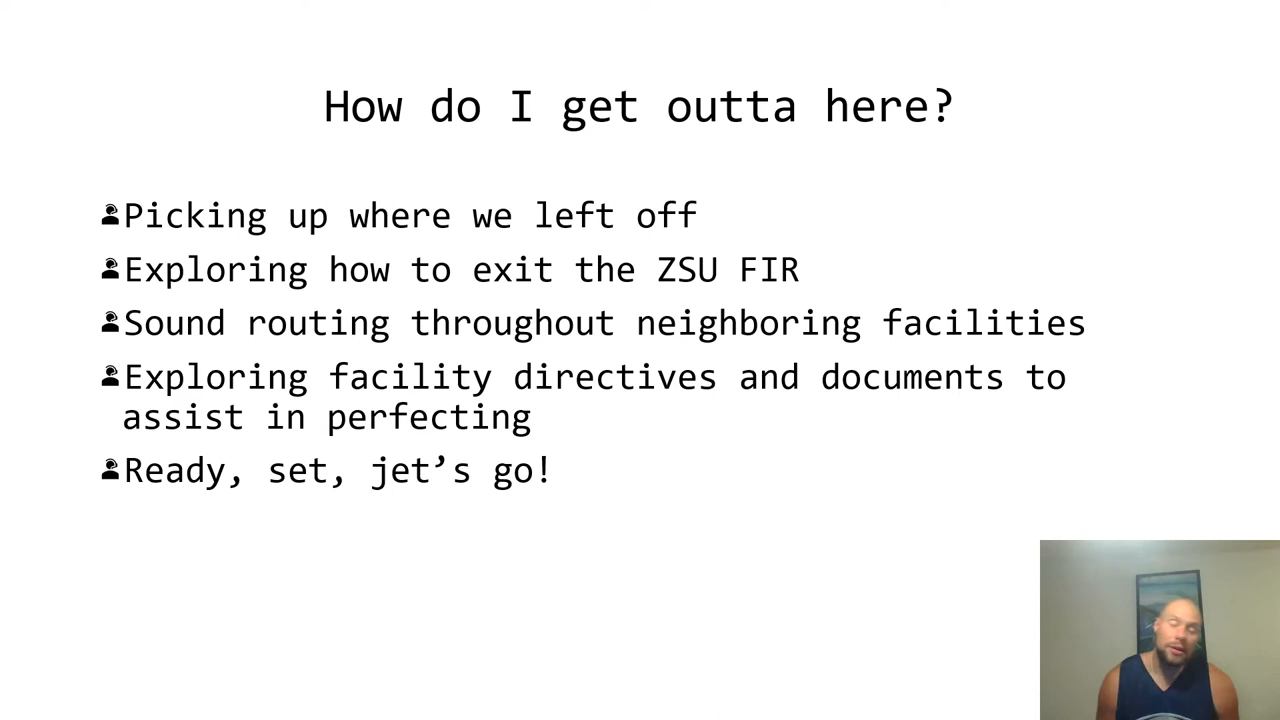 How do I get outta here?
Picking up where we left off
Exploring how to exit the ZSU FIR
Sound routing throughout neighboring facilities
Exploring facility directives and documents to
assist in perfecting
Ready, set, jet’s go!